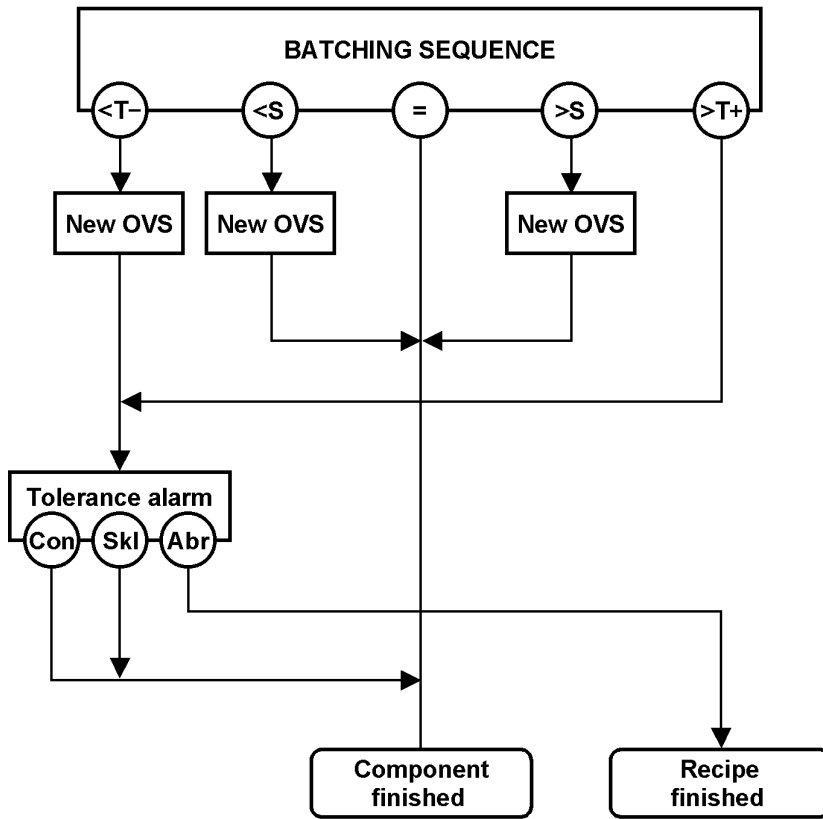 BATCHING SEQUENCE
<T−
<S
=
>S
>T+
New OVS
New OVS
New OVS
Tolerance alarm
Con
Skl
Abr
Component
finished
Recipe
finished